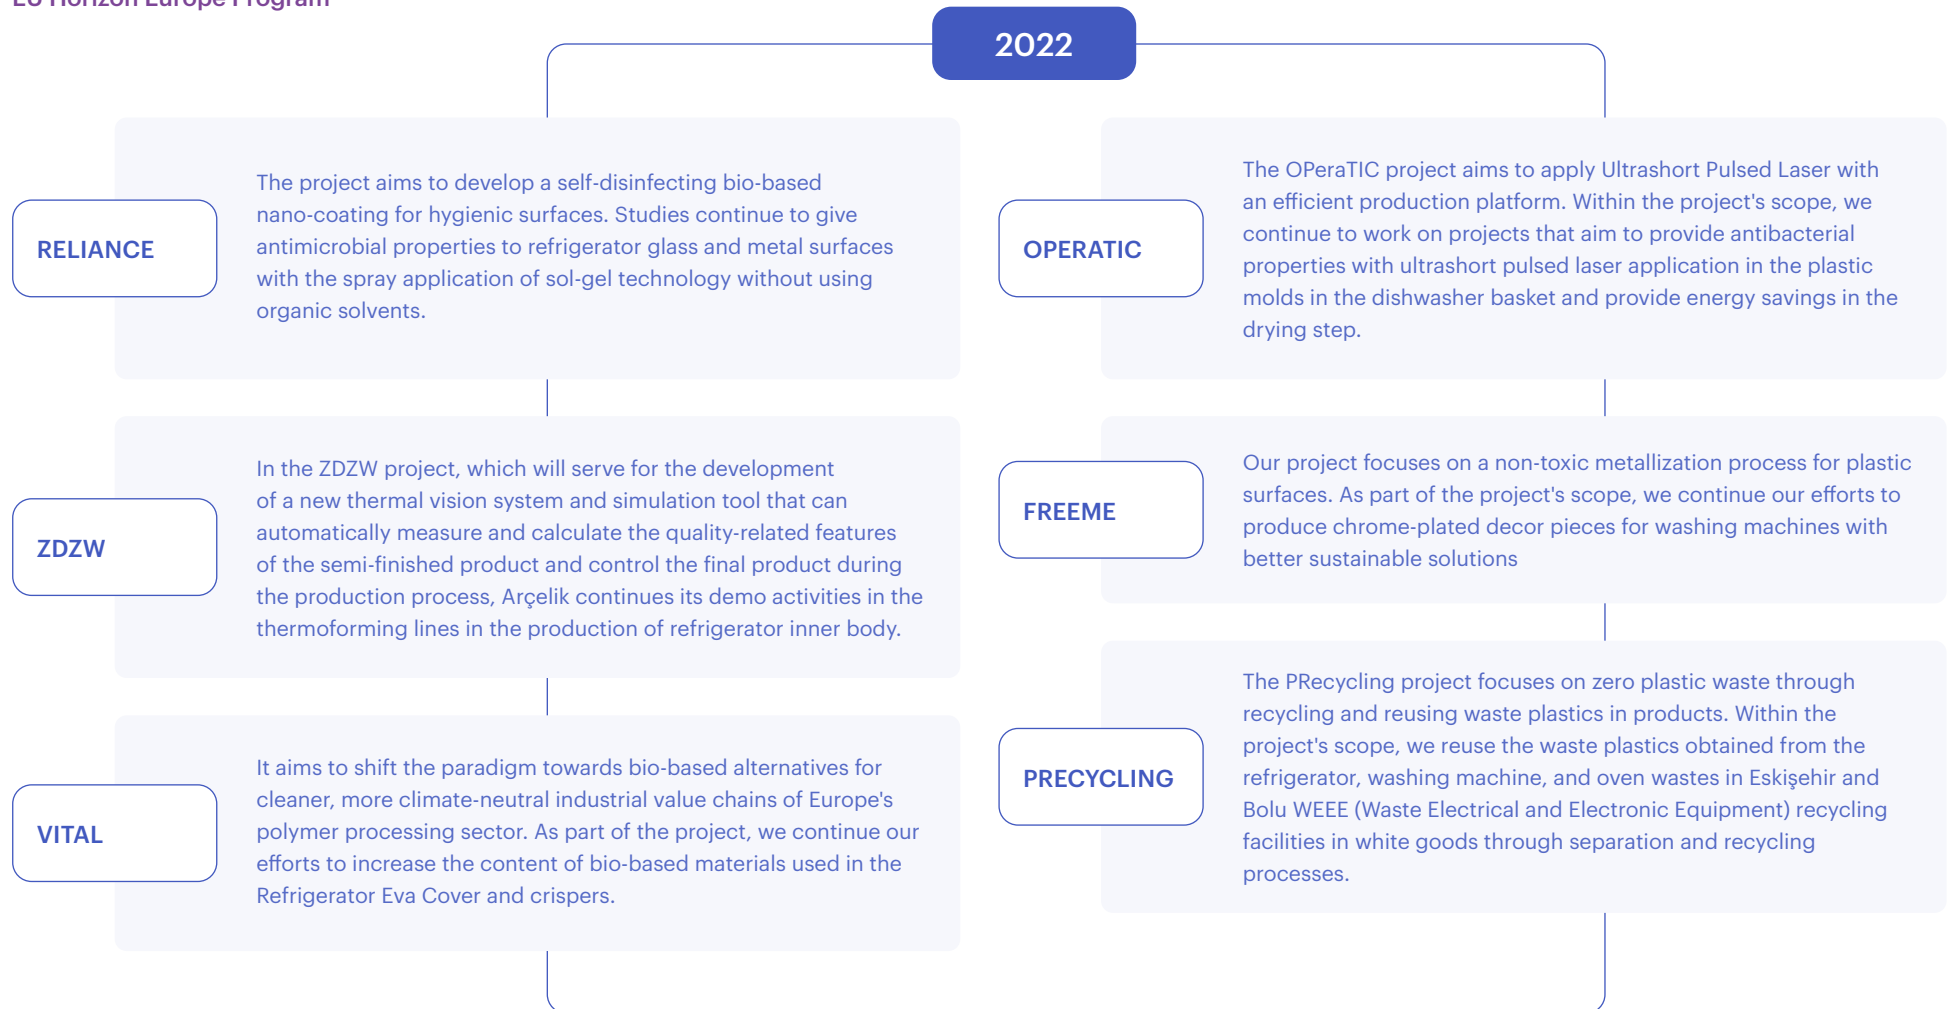 EU Horizon Europe Program
2022
RELIANCE
The project aims to develop a self-disinfecting bio-based
nano-coating for hygienic surfaces. Studies continue to give
antimicrobial properties to refrigerator glass and metal surfaces
with the spray application of sol-gel technology without using
organic solvents.
ZDZW
In the ZDZW project, which will serve for the development
of a new thermal vision system and simulation tool that can
automatically measure and calculate the quality-related features
of the semi-finished product and control the final product during
the production process, Arçelik continues its demo activities in the
thermoforming lines in the production of refrigerator inner body.
VITAL
It aims to shift the paradigm towards bio-based alternatives for
cleaner, more climate-neutral industrial value chains of Europe's
polymer processing sector. As part of the project, we continue our
efforts to increase the content of bio-based materials used in the
Refrigerator Eva Cover and crispers.
OPERATIC
The OPeraTIC project aims to apply Ultrashort Pulsed Laser with
an efficient production platform. Within the project's scope, we
continue to work on projects that aim to provide antibacterial
properties with ultrashort pulsed laser application in the plastic
molds in the dishwasher basket and provide energy savings in the
drying step.
FREEME
Our project focuses on a non-toxic metallization process for plastic
surfaces. As part of the project's scope, we continue our efforts to
produce chrome-plated decor pieces for washing machines with
better sustainable solutions
PRECYCLING
The PRecycling project focuses on zero plastic waste through
recycling and reusing waste plastics in products. Within the
project's scope, we reuse the waste plastics obtained from the
refrigerator, washing machine, and oven wastes in Eskişehir and
Bolu WEEE (Waste Electrical and Electronic Equipment) recycling
facilities in white goods through separation and recycling
processes.